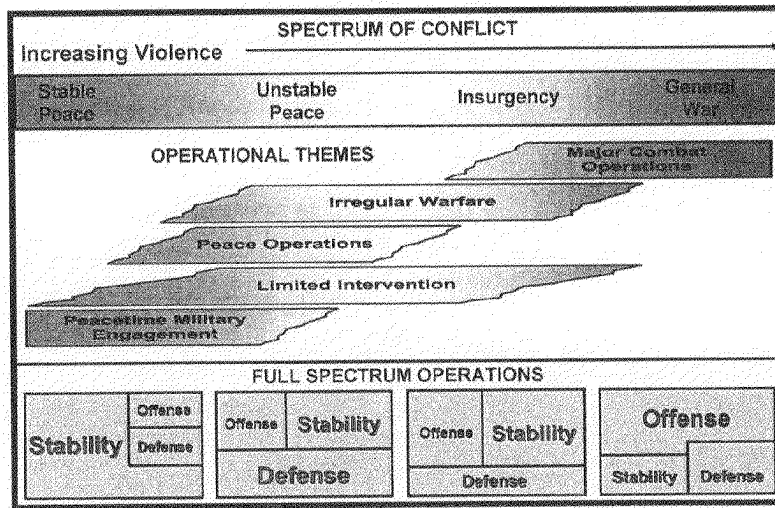 SPECTRUM OF CONFLICT
Increasing Violence
Stable
Peace
Unstable
Peace
Insurgency
General
War
OPERATIONAL THEMES
Major Combat
Operations
Irregular Warfare
Peace Operations
Limited Intervention
Peacetime Military
Engagement
FULL SPECTRUM OPERATIONS
Stability
Offense
Defense
Offense
Stability
Defense
Offense
Stability
Defense
Offense
Stability
Defense